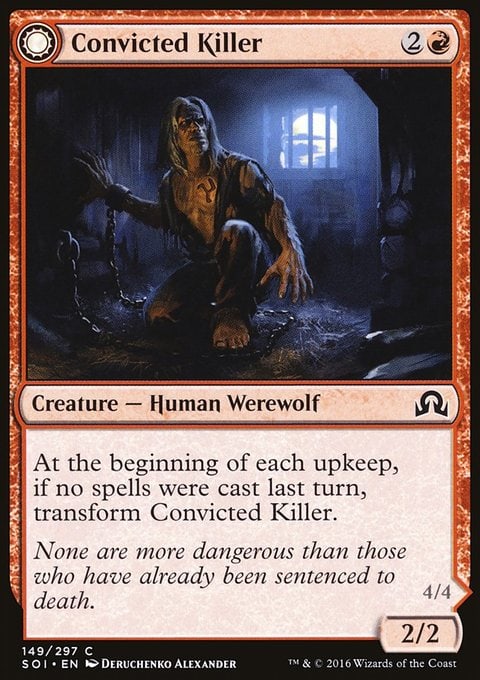 Convicted Killer 2
Creature — Human Werewolf
At the beginning of each upkeep,
if no spells were cast last turn,
transform Convicted Killer.
None are more dangerous than those
who have already been sentenced to
death.
4/4
2/2
149/297 C
SOI • EN Deruchenko Alexander
™ & © 2016 Wizards of the Coast